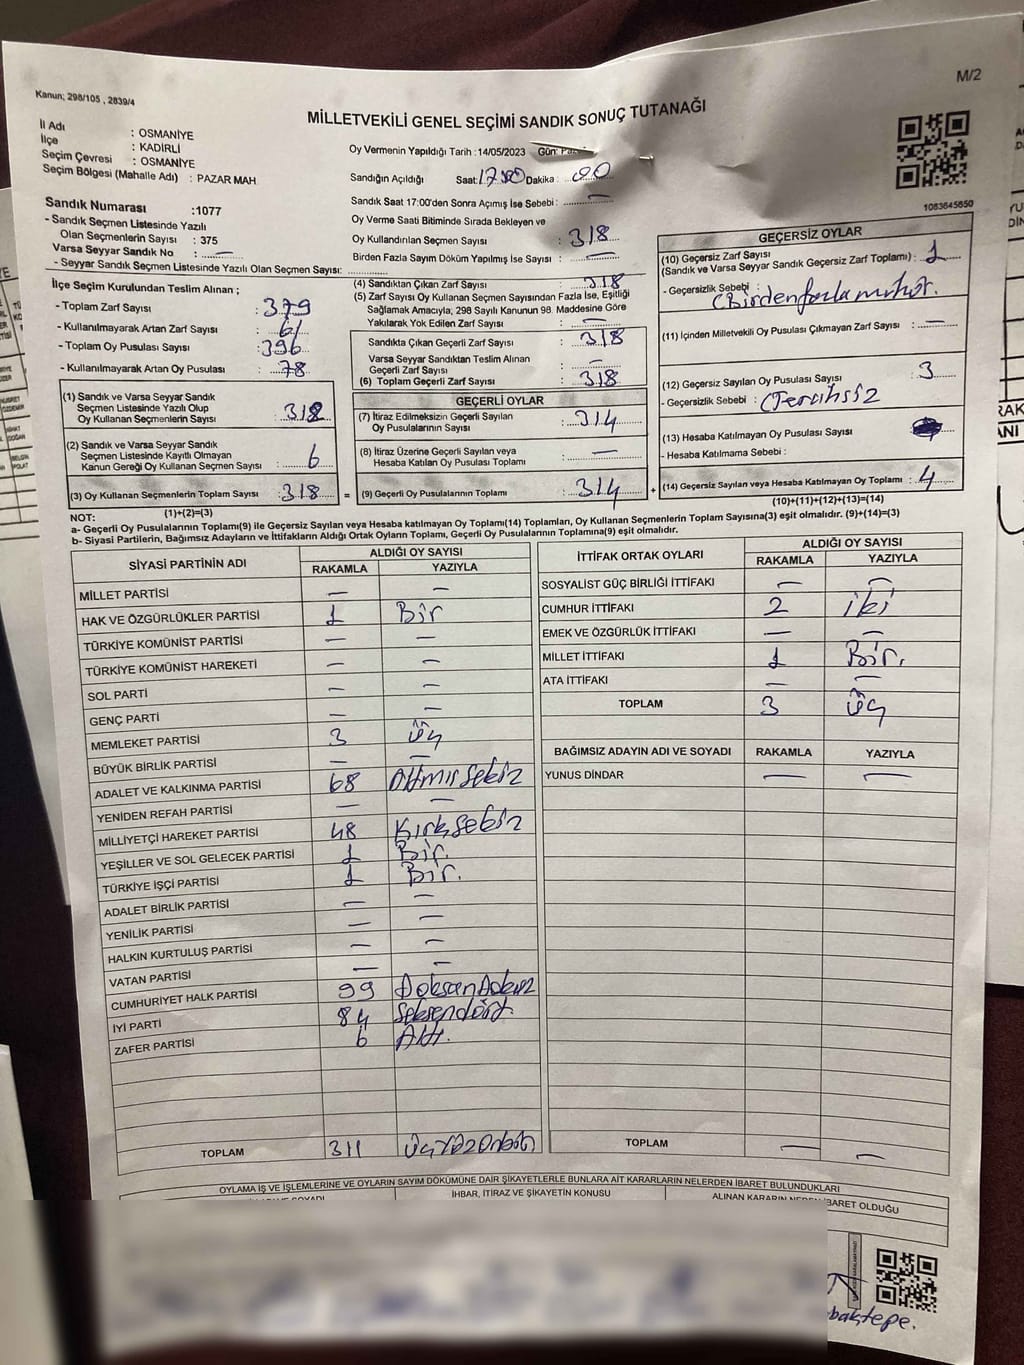 M/2
Kanun; 298/105 , 2839/4
MİLLETVEKİLİ GENEL SEÇİMİ SANDIK SONUÇ TUTANAĞI
İl Adı : OSMANİYE
İlçe : KADİRLİ
Seçim Çevresi : OSMANİYE
Seçim Bölgesi (Mahalle Adı) : PAZAR MAH
Sandık Numarası :1077
- Sandık Seçmen Listesinde Yazılı
Olan Seçmenlerin Sayısı : 375
Varsa Seyyar Sandık No : —
- Seyyar Sandık Seçmen Listesinde Yazılı Olan Seçmen Sayısı:
Oy Vermenin Yapıldığı Tarih :14/05/2023 Gün:
Sandığın Açıldığı Saat: Dakika :
Sandık Saat 17:00'den Sonra Açımış İse Sebebi : —
Oy Verme Saati Bitiminde Sırada Bekleyen ve
Oy Kullandırılan Seçmen Sayısı : 318
Birden Fazla Sayım Döküm Yapılmış İse Sayısı : —
1083645650
İlçe Seçim Kurulundan Teslim Alınan ;
- Toplam Zarf Sayısı : 379
- Kullanılmayarak Artan Zarf Sayısı : 61
- Toplam Oy Pusulası Sayısı : 396
- Kullanılmayarak Artan Oy Pusulası : 78
(1) Sandık ve Varsa Seyyar Sandık
Seçmen Listesinde Yazılı Olup
Oy Kullanan Seçmenlerin Sayısı :
(2) Sandık ve Varsa Seyyar Sandık
Seçmen Listesinde Kayıtlı Olmayan
Kanun Gereği Oy Kullanan Seçmen Sayısı : 6
(3) Oy Kullanan Seçmenlerin Toplam Sayısı : 318 =
(1)+(2)=(3)
(4) Sandıktan Çıkan Zarf Sayısı : 318
(5) Zarf Sayısı Oy Kullanan Seçmen Sayısından Fazla İse, Eşitliği
Sağlamak Amacıyla, 298 Sayılı Kanunun 98. Maddesine Göre
Yakılarak Yok Edilen Zarf Sayısı : —
Sandıkta Çıkan Geçerli Zarf Sayısı : 318
Varsa Seyyar Sandıktan Teslim Alınan
Geçerli Zarf Sayısı : —
(6) Toplam Geçerli Zarf Sayısı : 318
GEÇERLİ OYLAR
(7) İtiraz Edilmeksizin Geçerli Sayılan
Oy Pusulalarının Sayısı : 314
(8) İtiraz Üzerine Geçerli Sayılan veya
Hesaba Katılan Oy Pusulası Toplamı : —
(9) Geçerli Oy Pusulalarının Toplamı : 314 +
GEÇERSİZ OYLAR
(10) Geçersiz Zarf Sayısı
(Sandık ve Varsa Seyyar Sandık Geçersiz Zarf Toplamı) : 1
- Geçersizlik Sebebi : (Birden fazla mühür.
(11) İçinden Milletvekili Oy Pusulası Çıkmayan Zarf Sayısı : —
(12) Geçersiz Sayılan Oy Pusulası Sayısı : 3
- Geçersizlik Sebebi : (Tercihsiz
(13) Hesaba Katılmayan Oy Pusulası Sayısı :
- Hesaba Katılmama Sebebi :
(14) Geçersiz Sayılan veya Hesaba Katılmayan Oy Toplamı : 4
(10)+(11)+(12)+(13)=(14)
NOT:
a- Geçerli Oy Pusulalarının Toplamı(9) ile Geçersiz Sayılan veya Hesaba katılmayan Oy Toplamı(14) Toplamları, Oy Kullanan Seçmenlerin Toplam Sayısına(3) eşit olmalıdır. (9)+(14)=(3)
b- Siyasi Partilerin, Bağımsız Adayların ve İttifakların Aldığı Ortak Oyların Toplamı, Geçerli Oy Pusulalarının Toplamına(9) eşit olmalıdır.
SİYASİ PARTİNİN ADI ALDIĞI OY SAYISI
RAKAMLA YAZIYLA
MİLLET PARTİSİ — —
HAK VE ÖZGÜRLÜKLER PARTİSİ 1 Bir
TÜRKİYE KOMÜNİST PARTİSİ — —
TÜRKİYE KOMÜNİST HAREKETİ — —
SOL PARTİ — —
GENÇ PARTİ — —
MEMLEKET PARTİSİ 3 Üç
BÜYÜK BİRLİK PARTİSİ — —
ADALET VE KALKINMA PARTİSİ 68 Altmış sekiz
YENİDEN REFAH PARTİSİ — —
MİLLİYETÇİ HAREKET PARTİSİ 48 Kırk sekiz
YEŞİLLER VE SOL GELECEK PARTİSİ 1 Bir.
TÜRKİYE İŞÇİ PARTİSİ 1 Bir.
ADALET BİRLİK PARTİSİ — —
YENİLİK PARTİSİ — —
HALKIN KURTULUŞ PARTİSİ — —
VATAN PARTİSİ — —
CUMHURİYET HALK PARTİSİ 99 Doksan Dokuz
İYİ PARTİ 84 Seksendört.
ZAFER PARTİSİ 6 Altı.
TOPLAM 311 Üç Yüz Onbir
İTTİFAK ORTAK OYLARI ALDIĞI OY SAYISI
RAKAMLA YAZIYLA
SOSYALİST GÜÇ BİRLİĞİ İTTİFAKI — —
CUMHUR İTTİFAKI 2 iki
EMEK VE ÖZGÜRLÜK İTTİFAKI — —
MİLLET İTTİFAKI 1 Bir.
ATA İTTİFAKI — —
TOPLAM 3 Üç
BAĞIMSIZ ADAYIN ADI VE SOYADI RAKAMLA YAZIYLA
YUNUS DİNDAR — —
TOPLAM — —
OYLAMA İŞ VE İŞLEMLERİNE VE OYLARIN SAYIM DÖKÜMÜNE DAİR ŞİKAYETLERLE BUNLARA AİT KARARLARIN NELERDEN İBARET BULUNDUKLARI
İHBAR, İTİRAZ VE ŞİKAYETİN KONUSU
ALINAN KARARIN NEDEN İBARET OLDUĞU